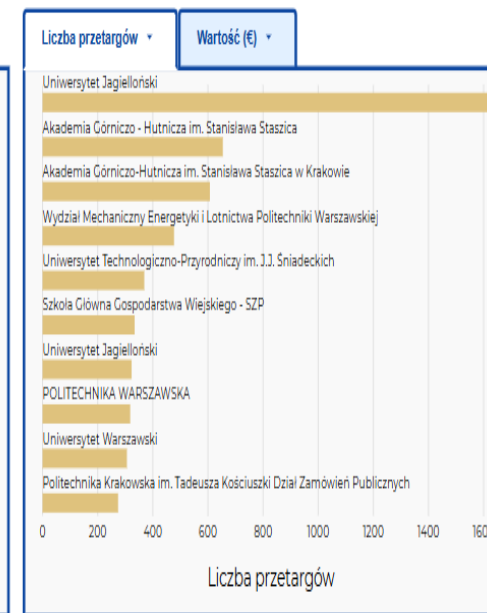 Liczba przetargów
Wartość (€)
Uniwersytet Jagielloński
Akademia Górniczo - Hutnicza im. Stanisława Staszica
Akademia Górniczo-Hutnicza im. Stanisława Staszica w Krakowie
Wydział Mechaniczny Energetyki i Lotnictwa Politechniki Warszawskiej
Uniwersytet Technologiczno-Przyrodniczy im. J.J. Śniadeckich
Szkoła Główna Gospodarstwa Wiejskiego - SZP
Uniwersytet Jagielloński
POLITECHNIKA WARSZAWSKA
Uniwersytet Warszawski
Politechnika Krakowska im. Tadeusza Kościuszki Dział Zamówień Publicznych
0 200 400 600 800 1000 1200 1400
Liczba przetargów